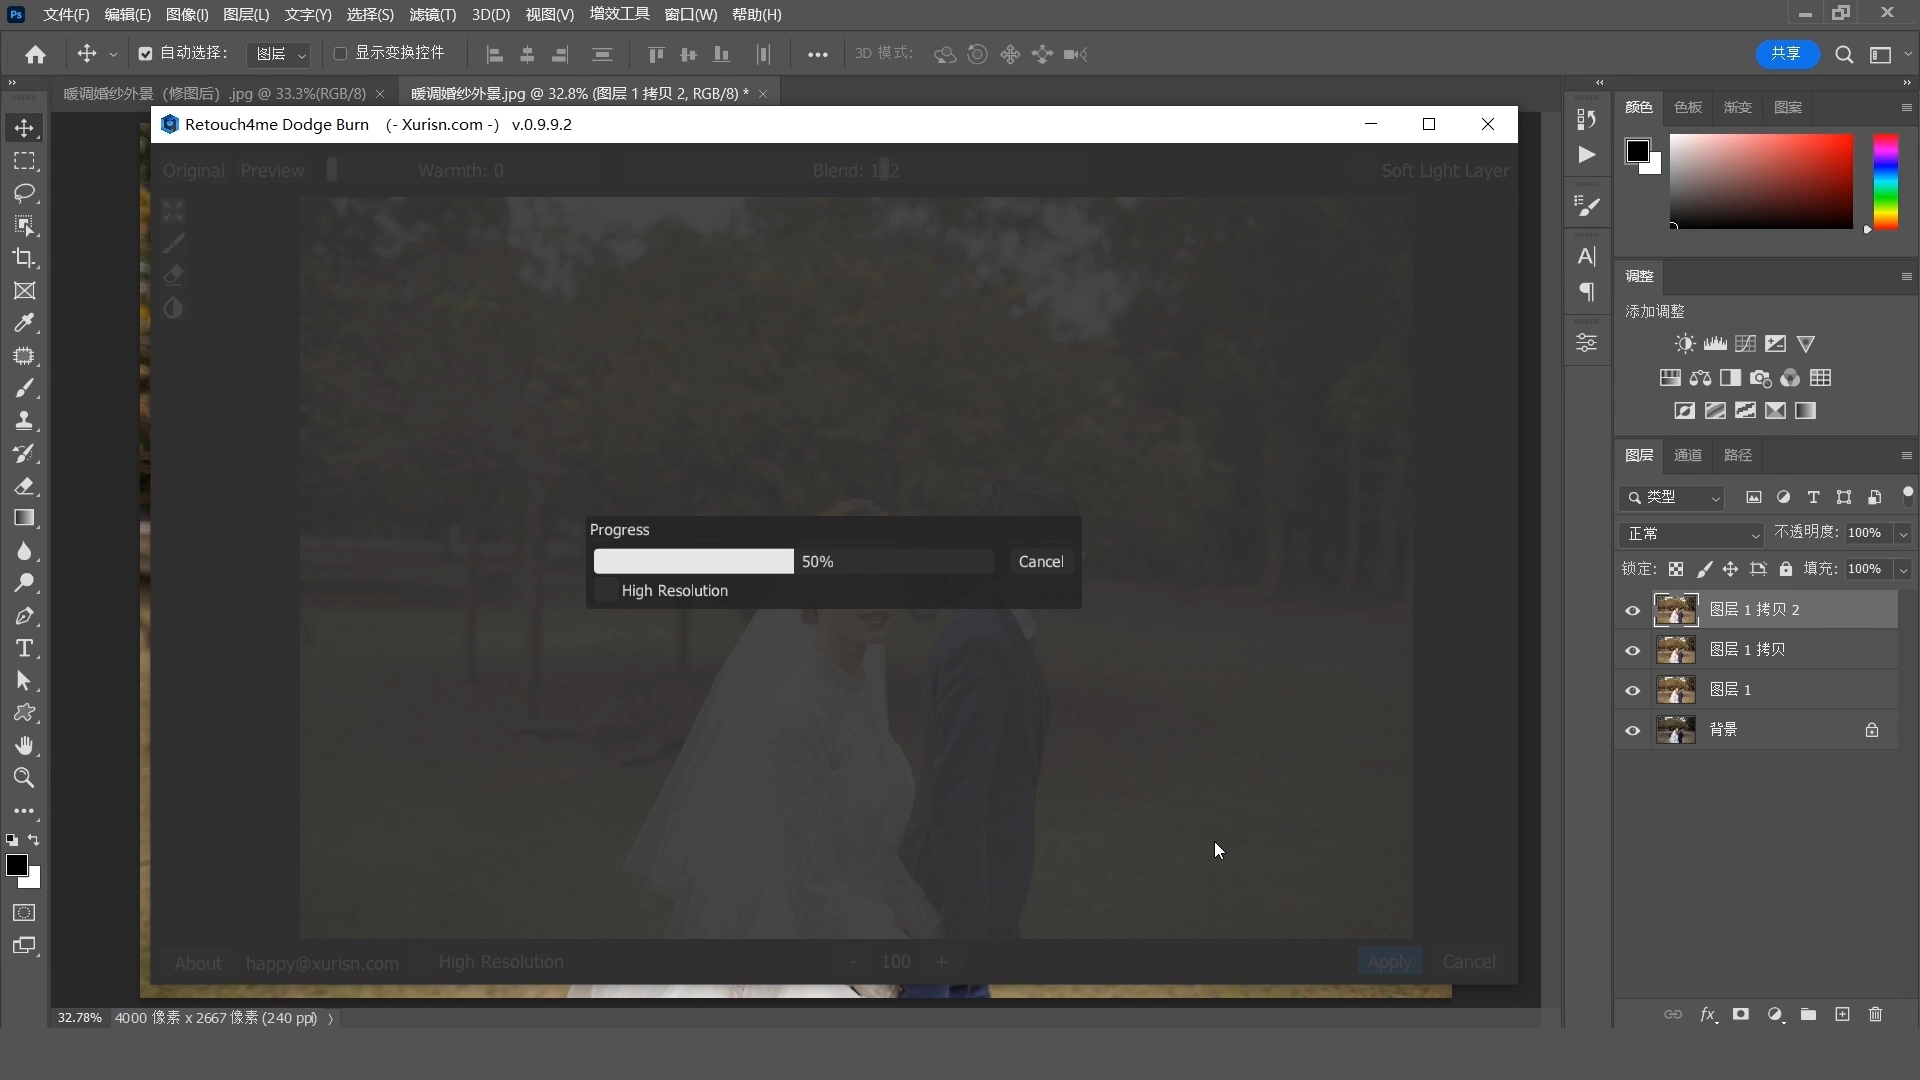 Ps 文件(F) 编辑(E) 图像(I) 图层(L) 文字(Y) 选择(S) 滤镜(T) 3D(D) 视图(V) 增效工具 窗口(W) 帮助(H)
自动选择： 图层 显示变换控件 3D 模式： 共享
暖调婚纱外景（修图后）.jpg @ 33.3%(RGB/8) × 暖调婚纱外景.jpg @ 32.8% (图层 1 拷贝 2, RGB/8) * ×
Retouch4me Dodge Burn (- Xurisn.com -) v.0.9.9.2
Original Preview Warmth: 0 Soft Light Layer
Progress
50% Cancel
High Resolution
About happy@xurisn.com High Resolution - 100 + Apply Cancel
32.78% 4000 像素 x 2667 像素 (240 ppi)
颜色 色板 渐变 图案
调整
添加调整
图层 通道 路径
类型
正常 不透明度: 100%
锁定: 填充: 100%
图层 1 拷贝 2
图层 1 拷贝
图层 1
背景
fx